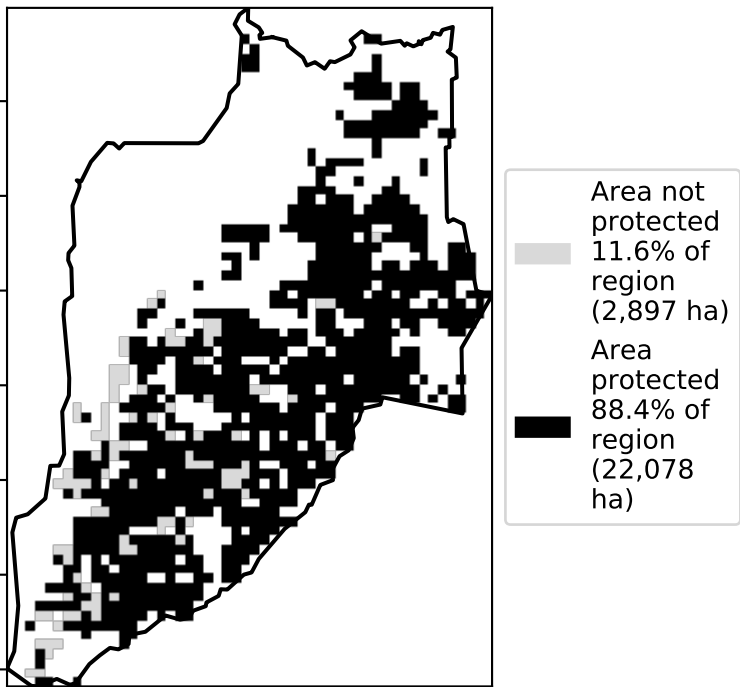 Area not
protected
11.6% of
region
(2,897 ha)
Area
protected
88.4% of
region
(22,078
ha)